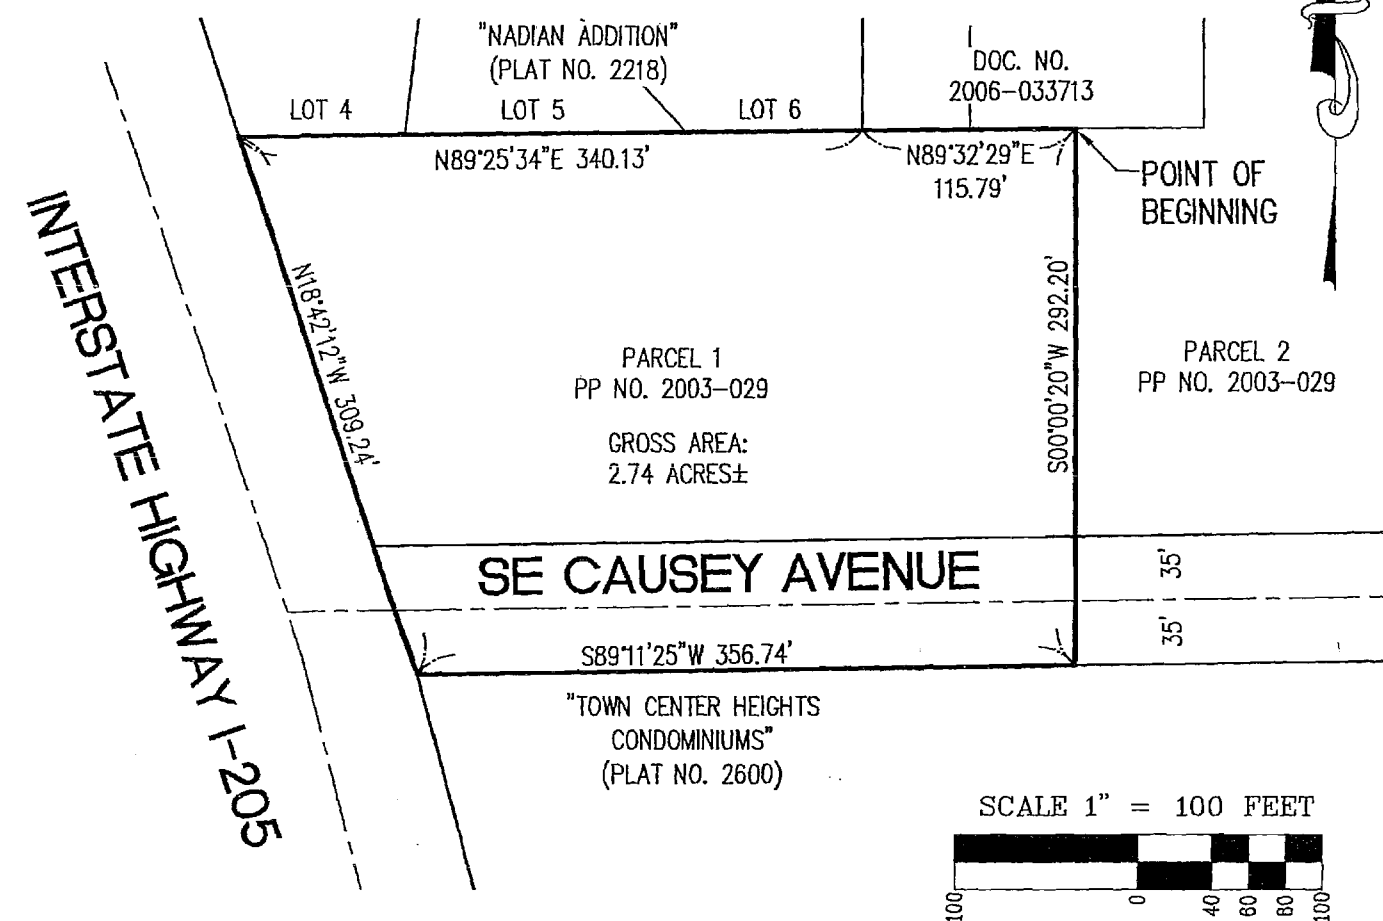 "NADIAN ADDITION"
(PLAT NO. 2218)
DOC. NO.
2006-033713
LOT 4
LOT 5
LOT 6
N89°25'34"E 340.13'
N89°32'29"E
115.79'
POINT OF
BEGINNING
INTERSTATE HIGHWAY I-205
N18°42'12"W 309.24'
S00°00'20"W 292.20'
PARCEL 1
PP NO. 2003-029
GROSS AREA:
2.74 ACRES±
PARCEL 2
PP NO. 2003-029
SE CAUSEY AVENUE
35'
35'
S89°11'25"W 356.74'
"TOWN CENTER HEIGHTS
CONDOMINIUMS"
(PLAT NO. 2600)
SCALE 1" = 100 FEET
100 0 40 60 80 100